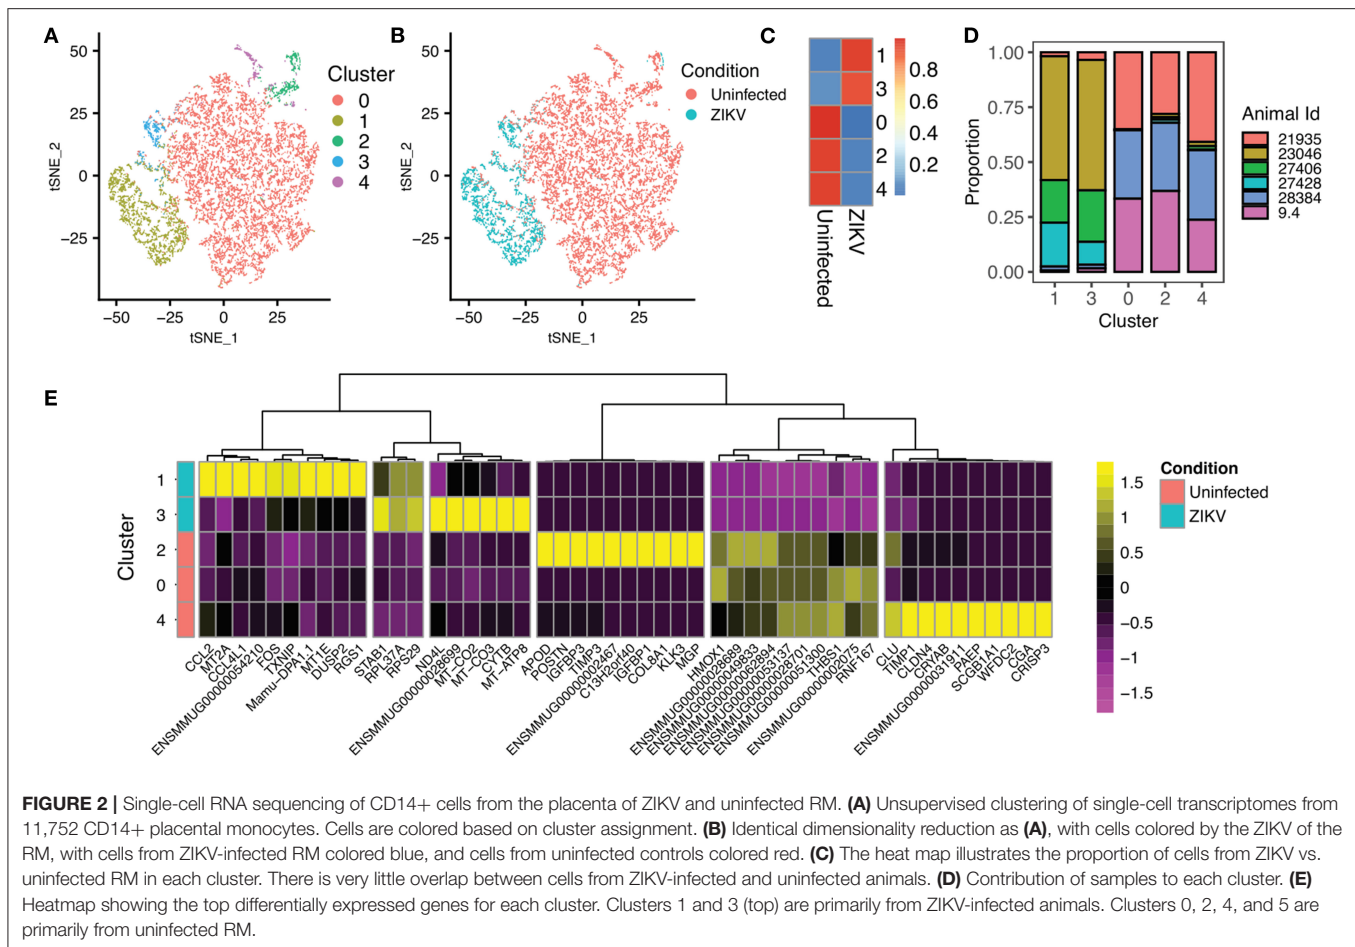 A
50
25
0
−25
tSNE_2
−50
−25
0
25
tSNE_1
Cluster
0
1
2
3
4
B
50
25
0
−25
tSNE_2
−50
−25
0
25
tSNE_1
Condition
Uninfected
ZIKV
C
1
3
0
2
4
0.8
0.6
0.4
0.2
Uninfected
ZIKV
D
1.00
0.75
0.50
0.25
0.00
Proportion
1
3
0
2
4
Cluster
Animal Id
21935
23046
27406
27428
28384
9.4
E
Cluster
1
3
2
0
4
CCL2
MT2A
CCL4L1
ENSMMUG00000054210
FOS
TXNIP
Mamu−DPA1.1
MT1E
DUSP2
RGS1
STAB1
RPL37A
RPS29
ND4L
ENSMMUG00000028699
MT−CO2
MT−CO3
CYTB
MT−ATP8
APOD
POSTN
IGFBP3
TIMP3
ENSMMUG00000002467
C13H2orf40
IGFBP1
COL8A1
KLK3
MGP
HMOX1
ENSMMUG00000028689
ENSMMUG00000049833
ENSMMUG00000062894
ENSMMUG00000053137
ENSMMUG00000028701
ENSMMUG00000051300
THBS1
ENSMMUG00000002075
RNF167
CLU
TIMP1
CLDN4
CRYAB
ENSMMUG00000031911
PAEP
SCGB1A1
WFDC2
CGA
CRISP3
1.5
1
0.5
0
−0.5
−1
−1.5
Condition
Uninfected
ZIKV
FIGURE 2 | Single-cell RNA sequencing of CD14+ cells from the placenta of ZIKV and uninfected RM. (A) Unsupervised clustering of single-cell transcriptomes from
11,752 CD14+ placental monocytes. Cells are colored based on cluster assignment. (B) Identical dimensionality reduction as (A), with cells colored by the ZIKV of the
RM, with cells from ZIKV-infected RM colored blue, and cells from uninfected controls colored red. (C) The heat map illustrates the proportion of cells from ZIKV vs.
uninfected RM in each cluster. There is very little overlap between cells from ZIKV-infected and uninfected animals. (D) Contribution of samples to each cluster. (E)
Heatmap showing the top differentially expressed genes for each cluster. Clusters 1 and 3 (top) are primarily from ZIKV-infected animals. Clusters 0, 2, 4, and 5 are
primarily from uninfected RM.